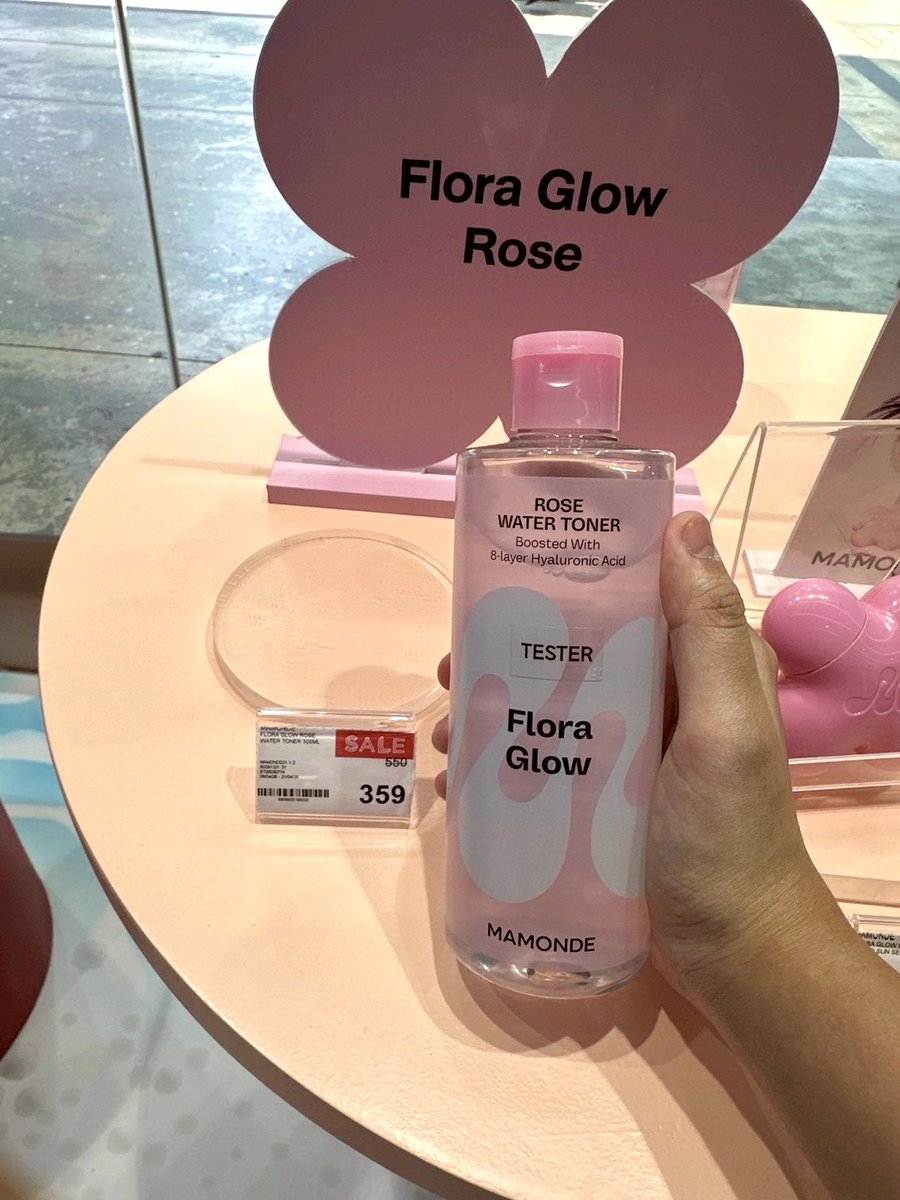 Flora Glow
Rose
ROSE
WATER TONER
Boosted With
8-layer Hyaluronic Acid
TESTER
Flora
Glow
MAMONDE
FLORA GLOW ROSE
WATER TONER 300ML
SALE
550
359
MAMO
MAMONDE